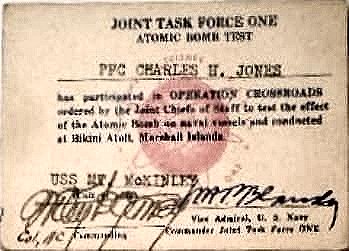 JOINT TASK FORCE ONE
ATOMIC BOMB TEST
PFC CHARLES H. JONES
has participated in OPERATION CROSSROADS
ordered by the Joint Chiefs of Staff to test the effect
of the Atomic Bomb on naval vessels and conducted
at Bikini Atoll, Marshall Islands.
USS MT. McKINLEY
Vice Admiral, U. S. Navy
Commanding
Commander Joint Task Force ONE